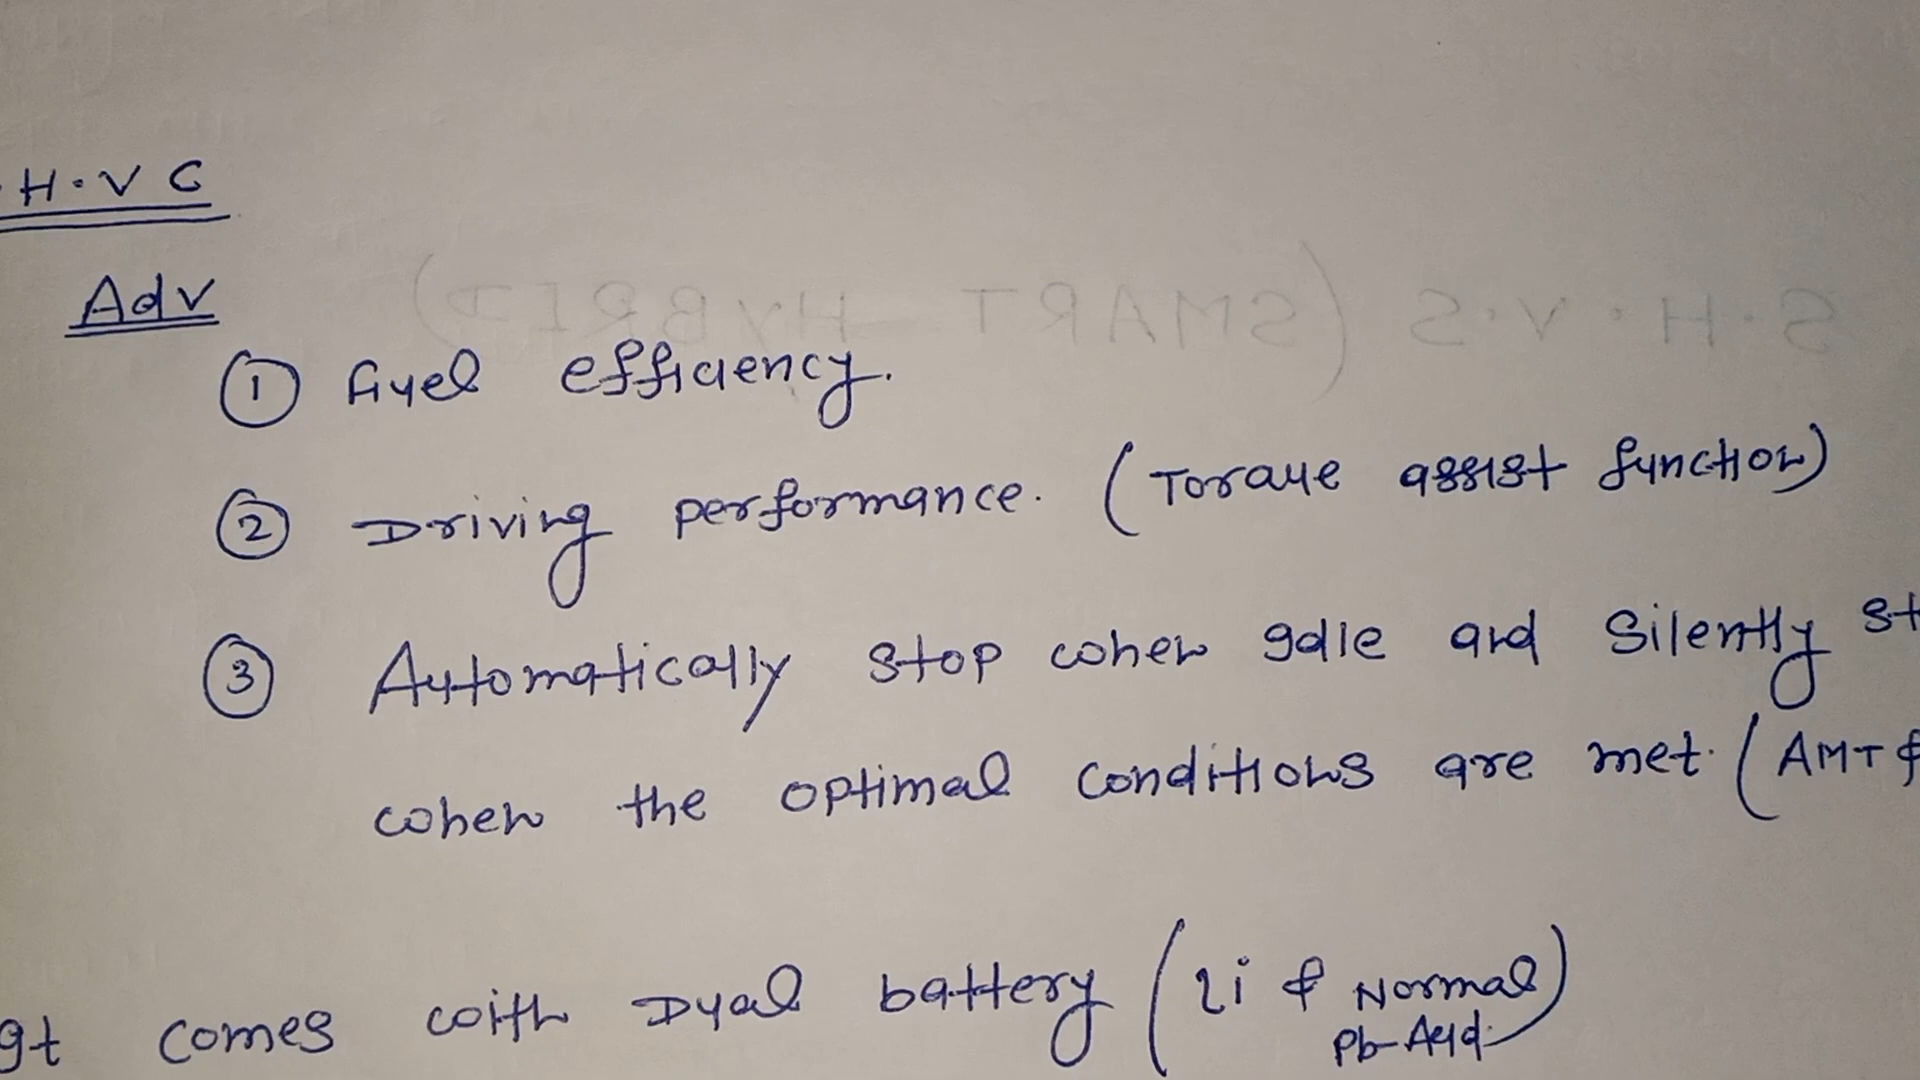 H.VC
Adv
① Fuel efficiency.
② Driving performance. (Torque assist function)
③ Automatically stop when Idle and Silently st
when the optimal conditions are met. (AMT &
It comes with Dual battery (Li & Normal)
Pb-Acid
S.H.V.S (SMART HYBRID)